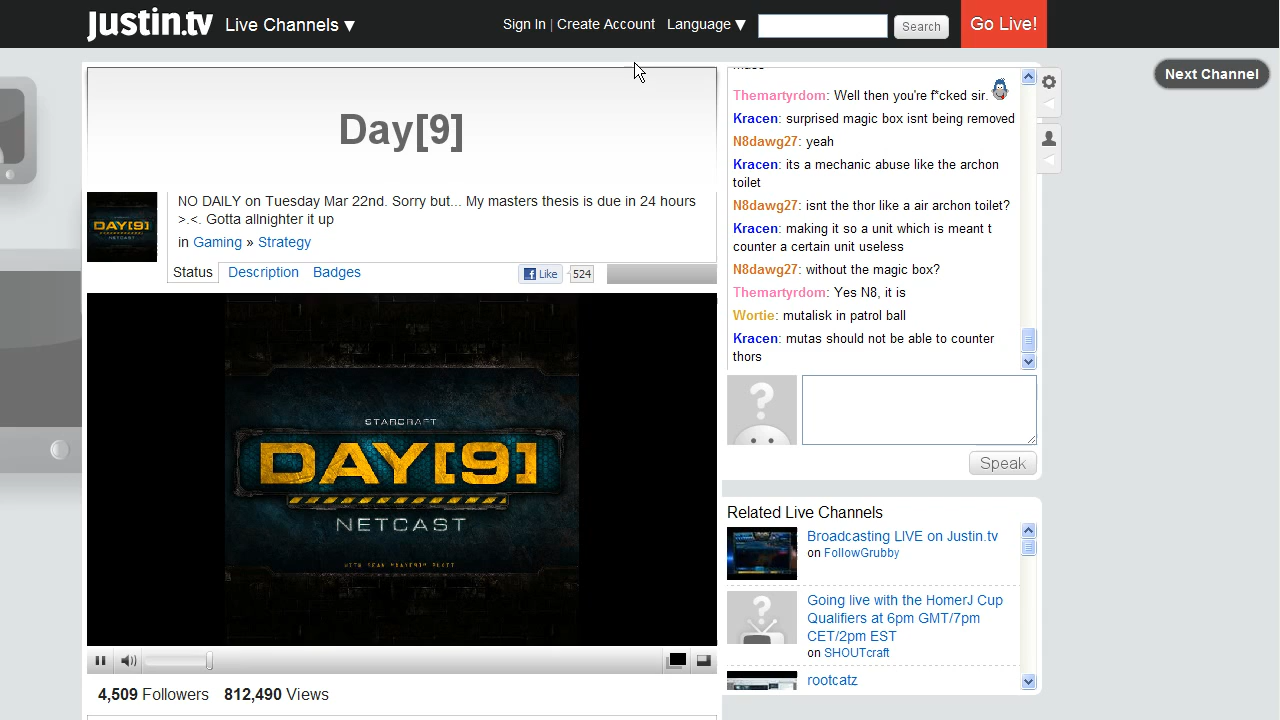 Justin.tv
Live Channels ▼
Sign In | Create Account
Language ▼
Search
Go Live!
Next Channel
Day[9]
NO DAILY on Tuesday Mar 22nd. Sorry but... My masters thesis is due in 24 hours
>.<. Gotta allnighter it up
in Gaming » Strategy
Status
Description
Badges
Like
524
STARCRAFT
DAY[9]
NETCAST
4,509 Followers
812,490 Views
Themartyrdom: Well then you're f*cked sir.
Kracen: surprised magic box isnt being removed
N8dawg27: yeah
Kracen: its a mechanic abuse like the archon
toilet
N8dawg27: isnt the thor like a air archon toilet?
Kracen: making it so a unit which is meant t
counter a certain unit useless
N8dawg27: without the magic box?
Themartyrdom: Yes N8, it is
Wortie: mutalisk in patrol ball
Kracen: mutas should not be able to counter
thors
Speak
Related Live Channels
Broadcasting LIVE on Justin.tv
on FollowGrubby
Going live with the HomerJ Cup
Qualifiers at 6pm GMT/7pm
CET/2pm EST
on SHOUTcraft
rootcatz